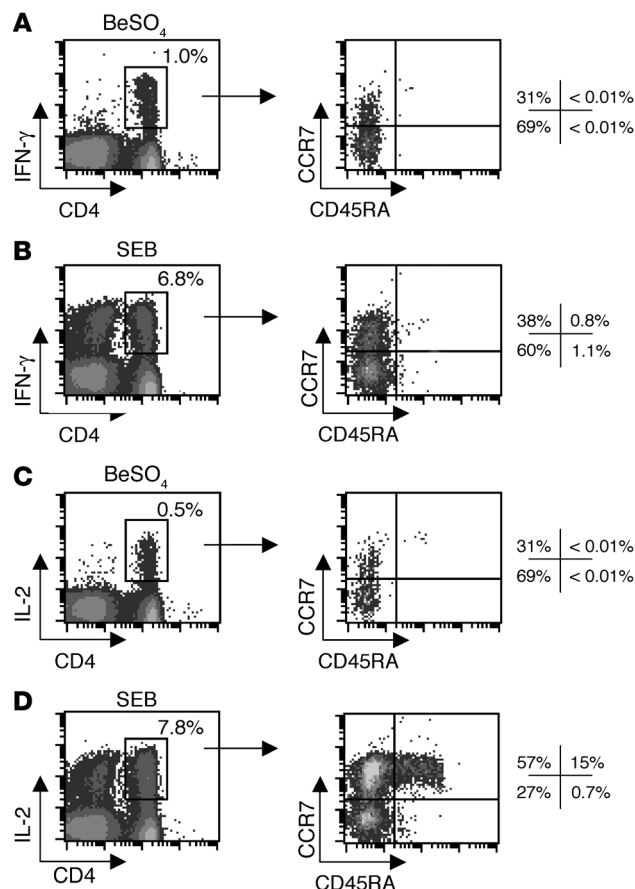 A
BeSO₄
1.0%
IFN-γ
CD4
CCR7
CD45RA
31% < 0.01%
69% < 0.01%
B
SEB
6.8%
IFN-γ
CD4
CCR7
CD45RA
38% 0.8%
60% 1.1%
C
BeSO₄
0.5%
IL-2
CD4
CCR7
CD45RA
31% < 0.01%
69% < 0.01%
D
SEB
7.8%
IL-2
CD4
CCR7
CD45RA
57% 15%
27% 0.7%